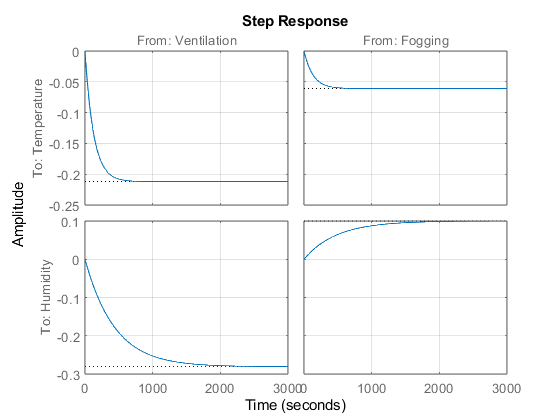 Step Response
From: Ventilation
From: Fogging
0
-0.05
-0.1
-0.15
-0.2
-0.25
To: Temperature
Amplitude
0.1
0
-0.1
-0.2
-0.3
To: Humidity
0
1000
2000
3000
0
1000
2000
3000
Time (seconds)